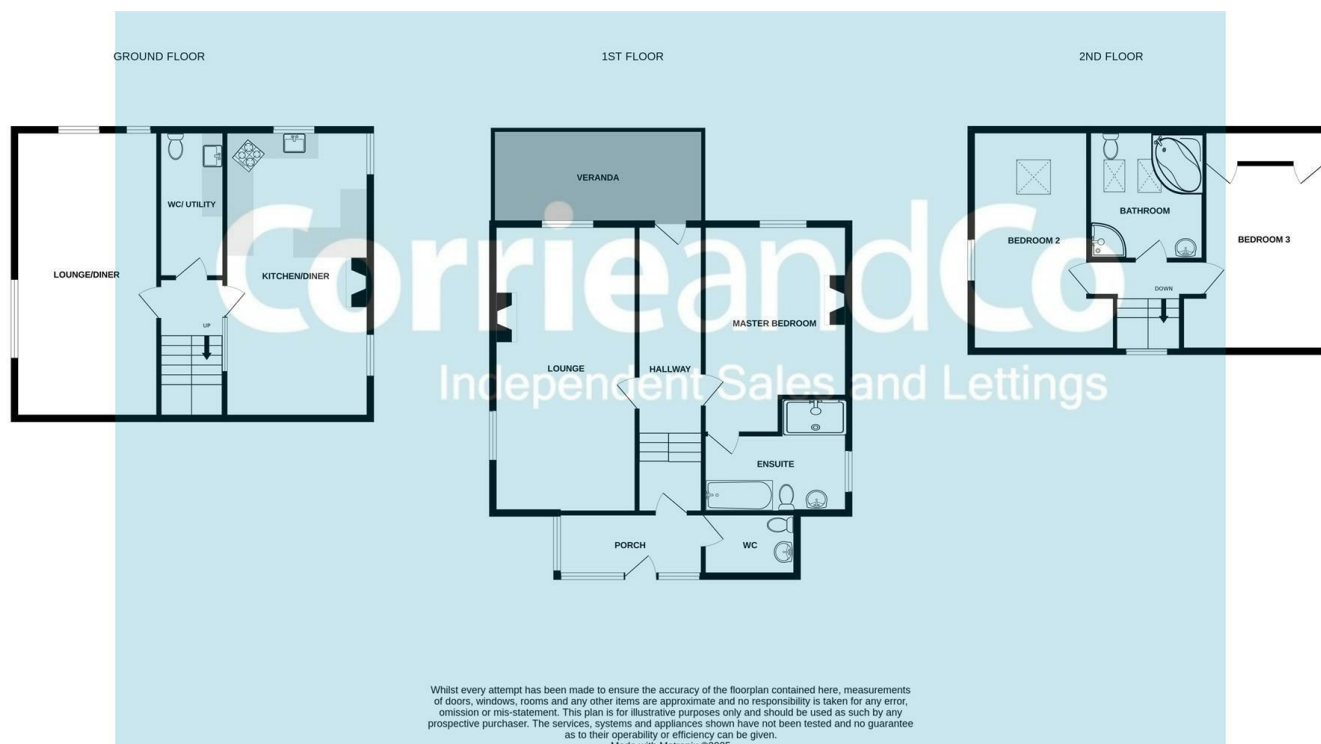 GROUND FLOOR
1ST FLOOR
2ND FLOOR
LOUNGE/DINER
WC/ UTILITY
KITCHEN/DINER
UP
VERANDA
LOUNGE
HALLWAY
MASTER BEDROOM
ENSUITE
PORCH
WC
BEDROOM 2
BATHROOM
BEDROOM 3
DOWN
CorrieandCo
Independent Sales and Lettings
Whilst every attempt has been made to ensure the accuracy of the floorplan contained here, measurements
of doors, windows, rooms and any other items are approximate and no responsibility is taken for any error,
omission or mis-statement. This plan is for illustrative purposes only and should be used as such by any
prospective purchaser. The services, systems and appliances shown have not been tested and no guarantee
as to their operability or efficiency can be given.
Made with Metropix ©2025